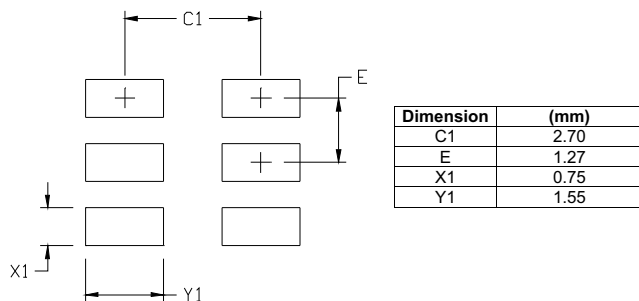 C1
E
X1
Y1
Dimension (mm)
C1 2.70
E 1.27
X1 0.75
Y1 1.55